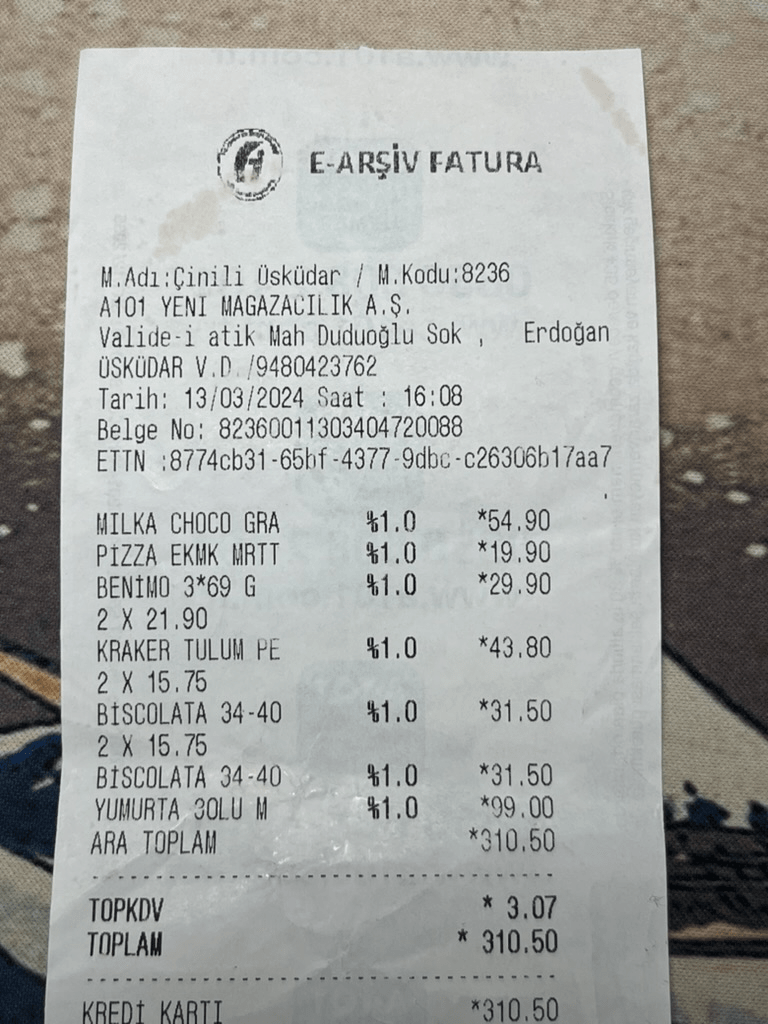 E-ARŞİV FATURA
M.Adı:Çinili Üsküdar / M.Kodu:8236
A101 YENI MAGAZACILIK A.Ş.
Valide-i atik Mah Duduoğlu Sok , Erdoğan
ÜSKÜDAR V.D. /9480423762
Tarih: 13/03/2024 Saat : 16:08
Belge No: 82360011303404720088
ETTN :8774cb31-65bf-4377-9dbc-c26306b17aa7
MILKA CHOCO GRA %1.0 *54.90
PİZZA EKMK MRTT %1.0 *19.90
BENİMO 3*69 G %1.0 *29.90
2 X 21.90
KRAKER TULUM PE %1.0 *43.80
2 X 15.75
BİSCOLATA 34-40 %1.0 *31.50
2 X 15.75
BİSCOLATA 34-40 %1.0 *31.50
YUMURTA 30LU M %1.0 *99.00
ARA TOPLAM *310.50
TOPKDV * 3.07
TOPLAM * 310.50
KREDİ KARTI *310.50